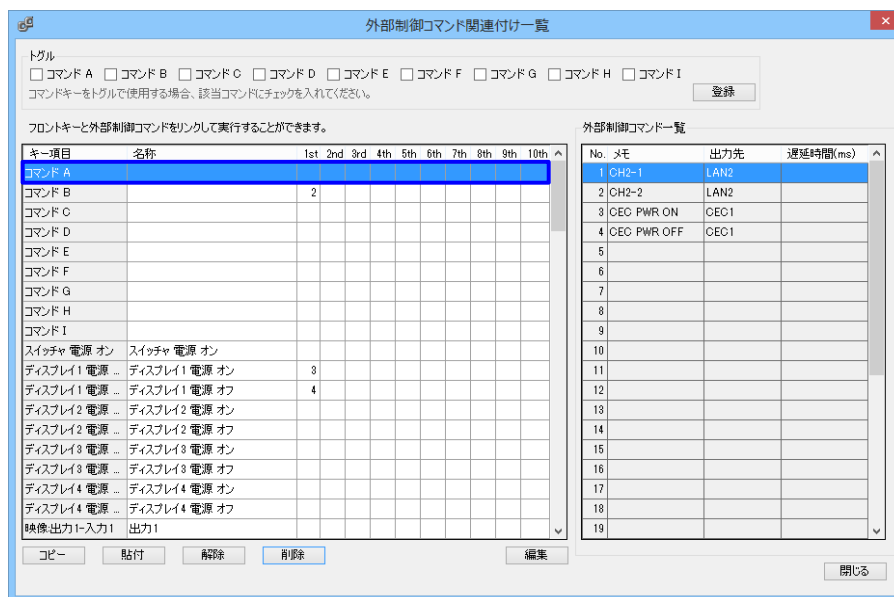 外部制御コマンド関連付け一覧
トグル
コマンド A コマンド B コマンド C コマンド D コマンド E コマンド F コマンド G コマンド H コマンド I
コマンドキーをトグルで使用する場合、該当コマンドにチェックを入れてください。
登録
フロントキーと外部制御コマンドをリンクして実行することができます。
キー項目 名称 1st 2nd 3rd 4th 5th 6th 7th 8th 9th 10th
コマンド A
コマンド B 2
コマンド C
コマンド D
コマンド E
コマンド F
コマンド G
コマンド H
コマンド I
スイッチャ 電源 オン スイッチャ 電源 オン
ディスプレイ1 電源 ... ディスプレイ1 電源 オン 3
ディスプレイ1 電源 ... ディスプレイ1 電源 オフ 4
ディスプレイ2 電源 ... ディスプレイ2 電源 オン
ディスプレイ2 電源 ... ディスプレイ2 電源 オフ
ディスプレイ3 電源 ... ディスプレイ3 電源 オン
ディスプレイ3 電源 ... ディスプレイ3 電源 オフ
ディスプレイ4 電源 ... ディスプレイ4 電源 オン
ディスプレイ4 電源 ... ディスプレイ4 電源 オフ
映像:出力1-入力1 出力1
コピー 貼付 解除 削除 編集
外部制御コマンド一覧
No. メモ 出力先 遅延時間(ms)
1 CH2-1 LAN2
2 CH2-2 LAN2
3 CEC PWR ON CEC1
4 CEC PWR OFF CEC1
5
6
7
8
9
10
11
12
13
14
15
16
17
18
19
閉じる